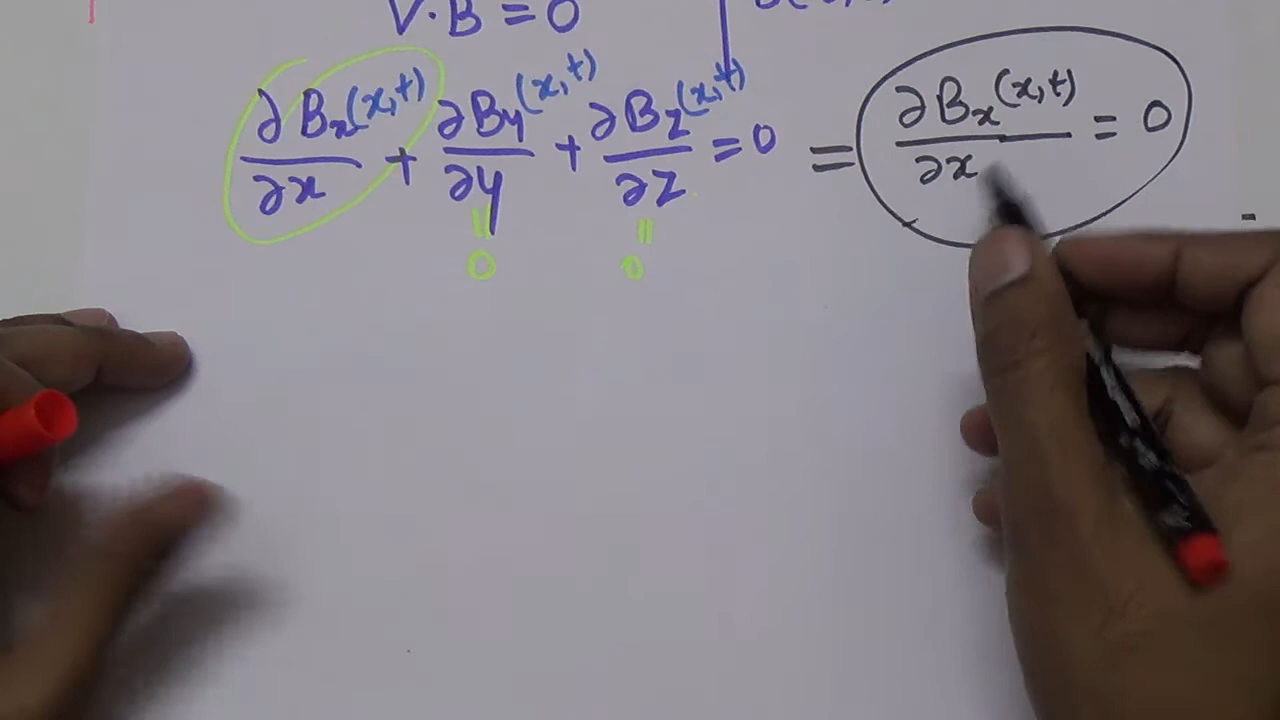 ∇·B = 0
∂Bx(x,t)/∂x + ∂By(x,t)/∂y + ∂Bz(x,t)/∂z = 0 = ∂Bx(x,t)/∂x = 0
|| ||
0 0